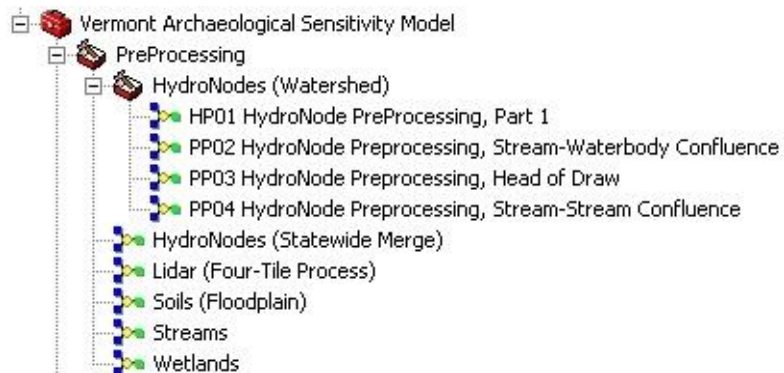 Vermont Archaeological Sensitivity Model
PreProcessing
HydroNodes (Watershed)
HP01 HydroNode PreProcessing, Part 1
PP02 HydroNode Preprocessing, Stream-Waterbody Confluence
PP03 HydroNode Preprocessing, Head of Draw
PP04 HydroNode Preprocessing, Stream-Stream Confluence
HydroNodes (Statewide Merge)
Lidar (Four-Tile Process)
Soils (Floodplain)
Streams
Wetlands